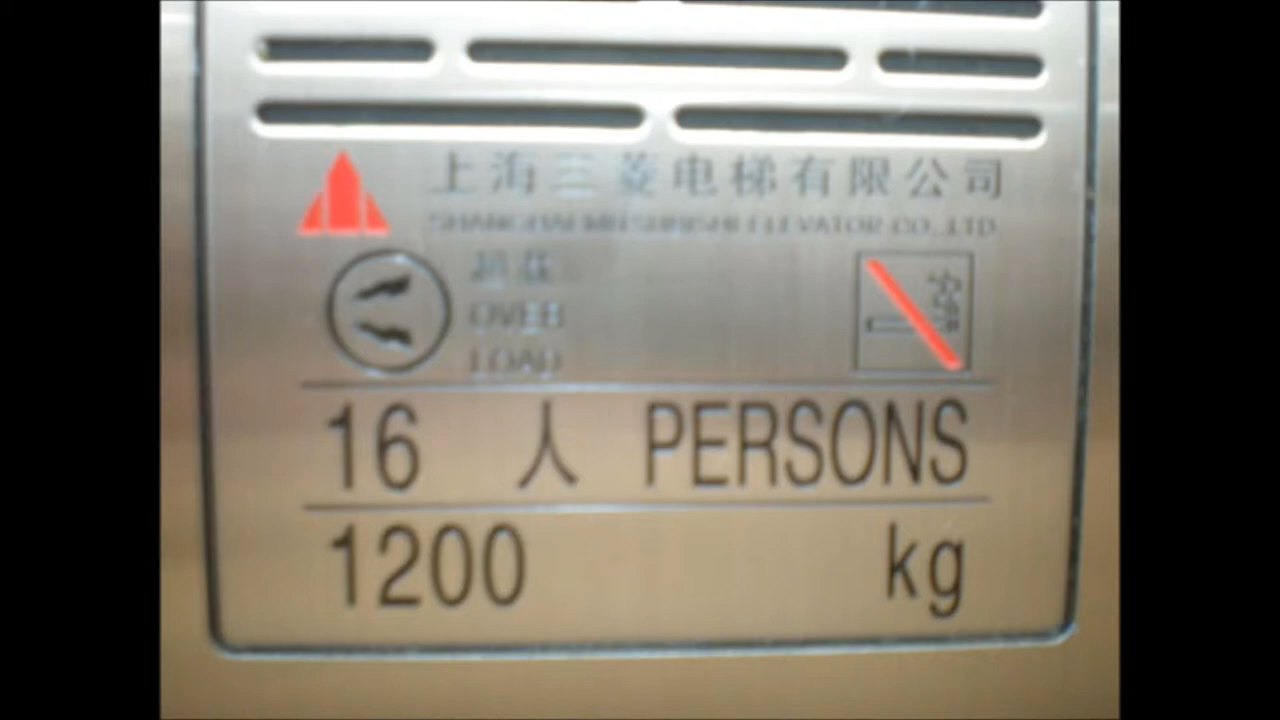 上海三菱电梯有限公司
SHANGHAI MITSUBISHI ELEVATOR CO.,LTD
超载
OVER
LOAD
16 人 PERSONS
1200 kg